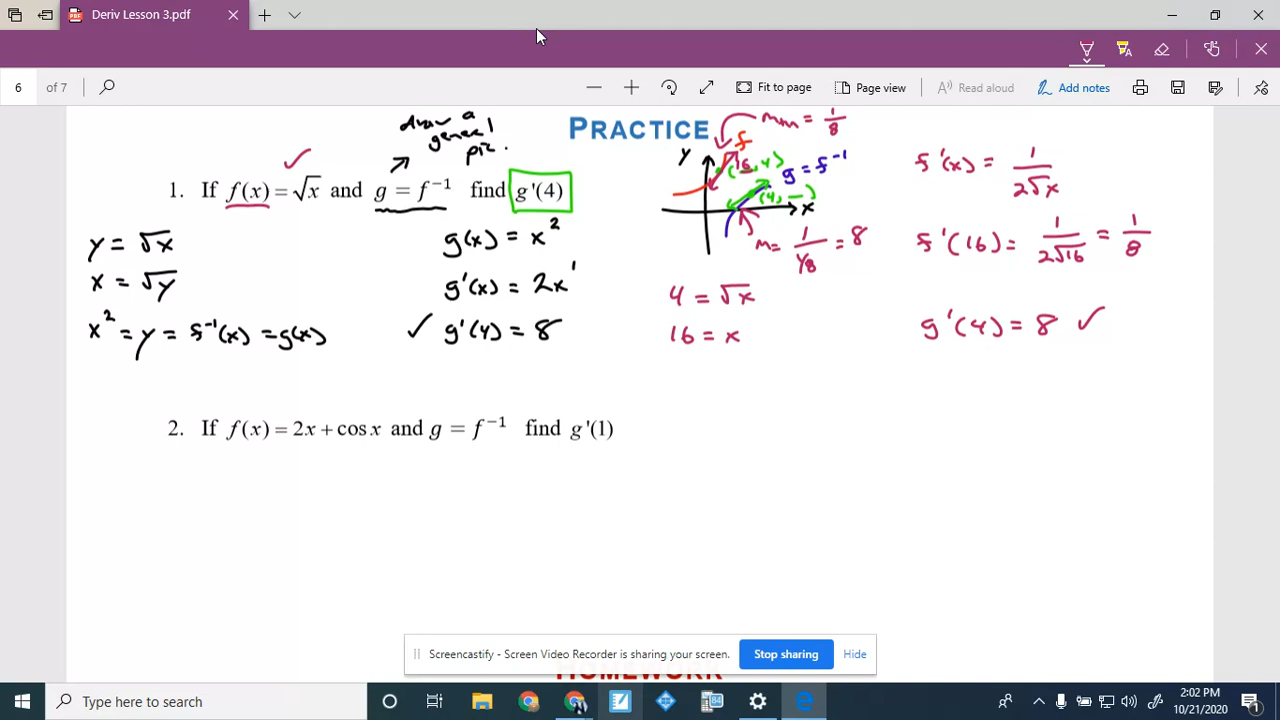 Deriv Lesson 3.pdf
6 of 7
Fit to page
Page view
Read aloud
Add notes
PRACTICE
draw a
general
pic.
1. If f(x) = √x and g = f⁻¹ find g'(4)
y = √x
x = √y
x² = y = f⁻¹(x) = g(x)
g(x) = x²
g'(x) = 2x¹
✓ g'(4) = 8
y
f
m = 1/8
(16, 4)
g = f⁻¹
(4, _)
x
m = 1/(1/8) = 8
4 = √x
16 = x
f'(x) = 1/(2√x)
f'(16) = 1/(2√16) = 1/8
g'(4) = 8 ✓
2. If f(x) = 2x + cos x and g = f⁻¹ find g'(1)
Screencastify - Screen Video Recorder is sharing your screen.
Stop sharing
Hide
HOMEWORK
Type here to search
2:02 PM
10/21/2020